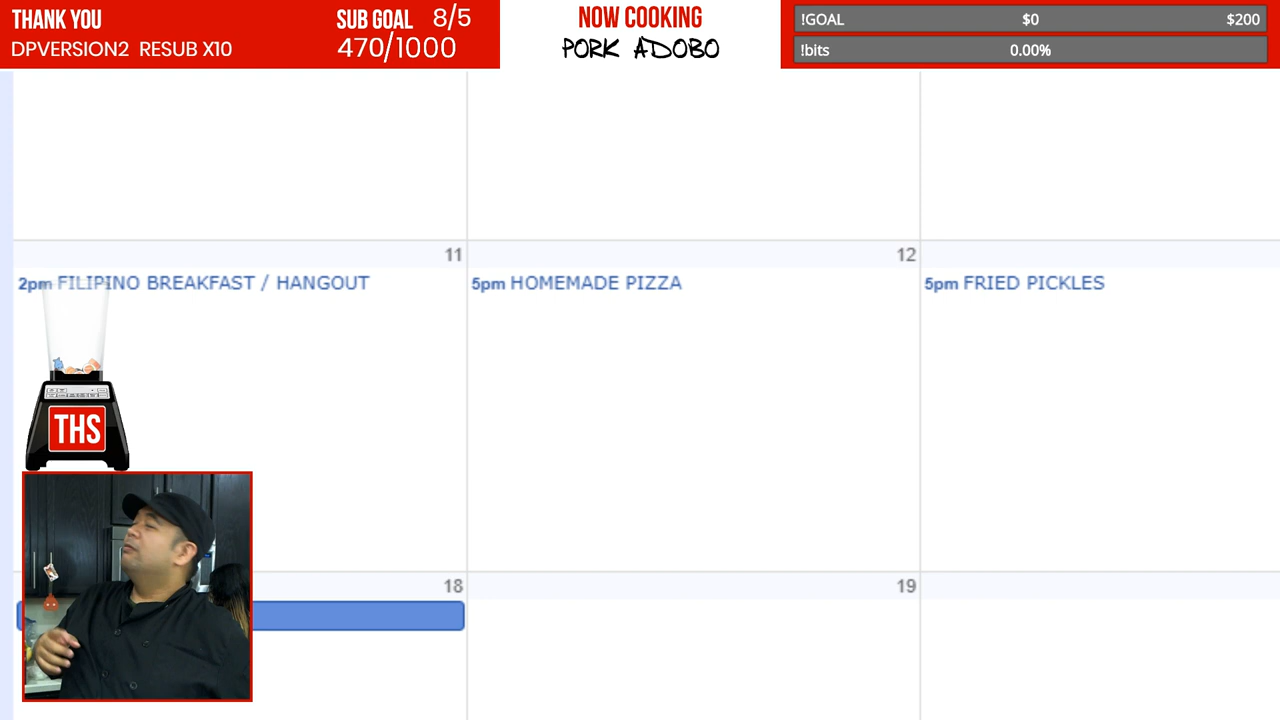 THANK YOU
DPVERSION2 RESUB X10
SUB GOAL 8/5
470/1000
NOW COOKING
PORK ADOBO
!GOAL $0 $200
!bits 0.00%
11
12
2pm FILIPINO BREAKFAST / HANGOUT
5pm HOMEMADE PIZZA
5pm FRIED PICKLES
THS
18
19